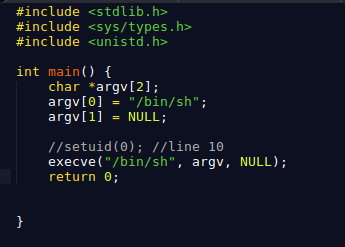 #include <stdlib.h>
#include <sys/types.h>
#include <unistd.h>

int main() {
    char *argv[2];
    argv[0] = "/bin/sh";
    argv[1] = NULL;

    //setuid(0); //line 10
    execve("/bin/sh", argv, NULL);
    return 0;


}